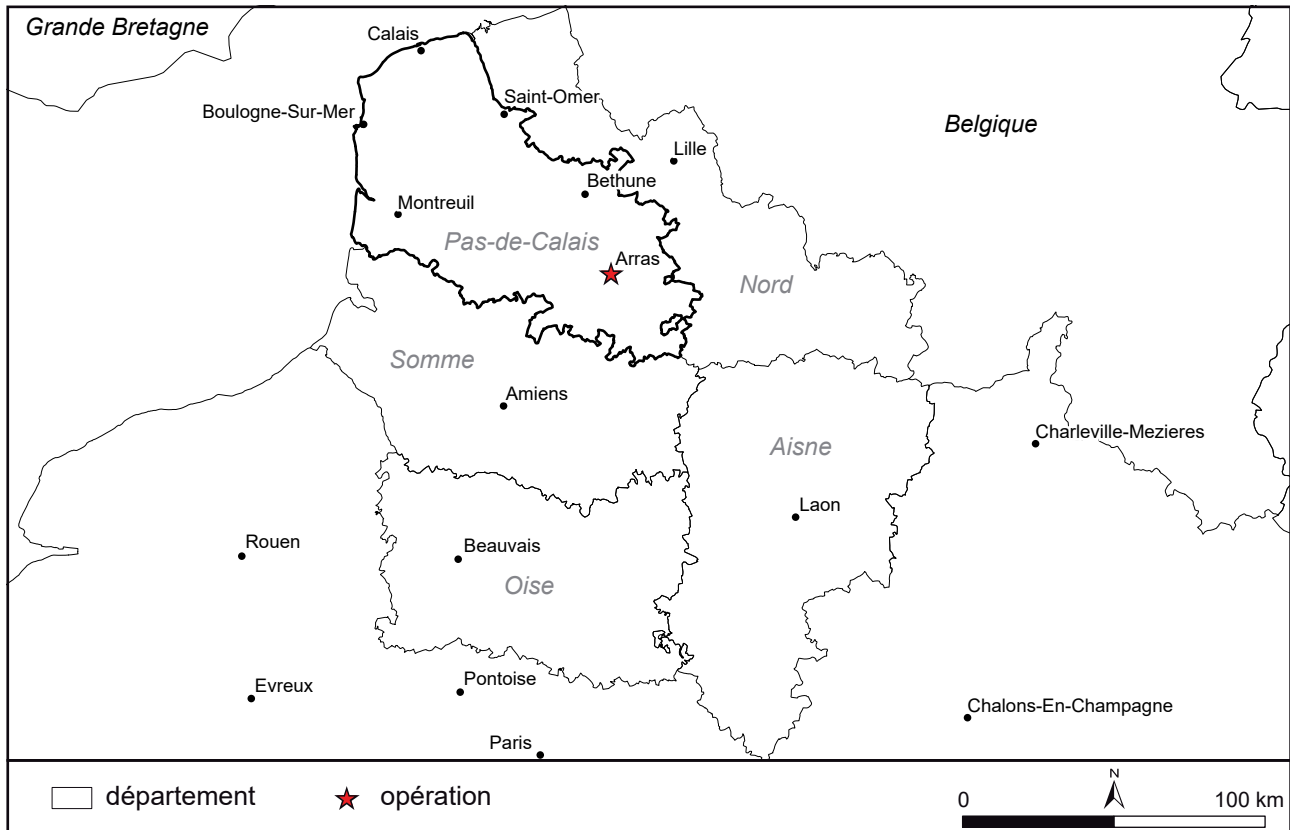 Grande Bretagne
Calais
Saint-Omer
Boulogne-Sur-Mer
Belgique
Lille
Bethune
Montreuil
Pas-de-Calais
Arras
Nord
Somme
Amiens
Charleville-Mezieres
Aisne
Laon
Rouen
Beauvais
Oise
Evreux
Pontoise
Chalons-En-Champagne
Paris
département
opération
N
0 100 km